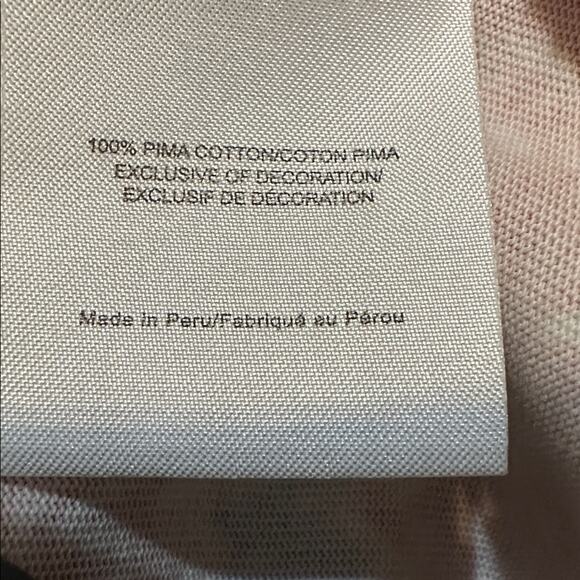 100% PIMA COTTON/COTON PIMA
EXCLUSIVE OF DECORATION/
EXCLUSIF DE DÉCORATION
Made in Peru/Fabriqué au Pérou